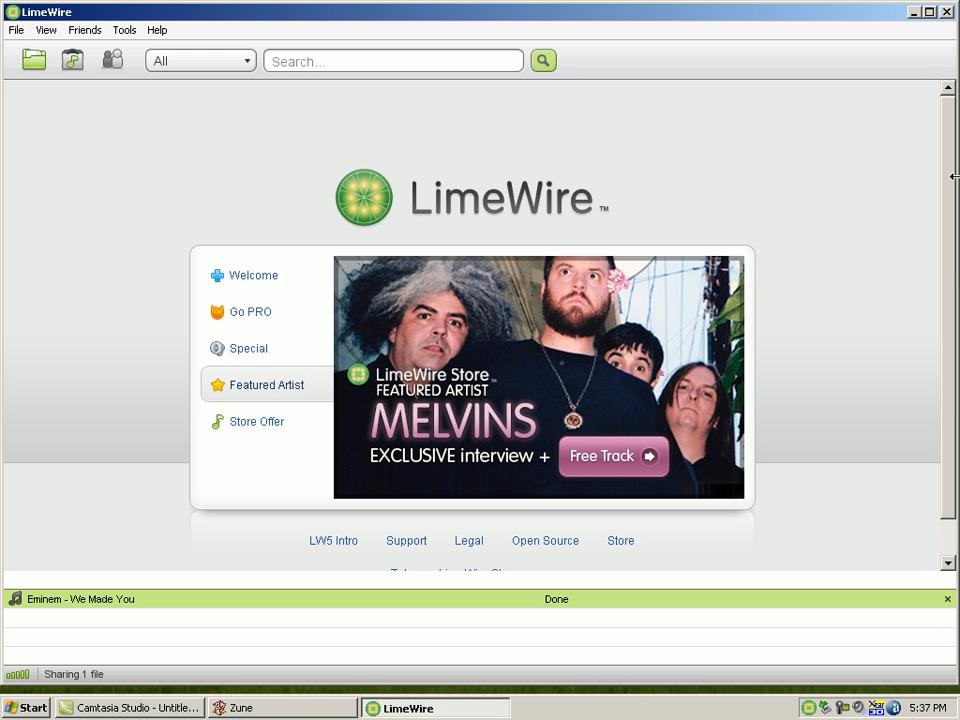 LimeWire
File View Friends Tools Help
All Search...
LimeWire™
Welcome
Go PRO
Special
Featured Artist
Store Offer
LimeWire Store™
FEATURED ARTIST
MELVINS
EXCLUSIVE interview + Free Track
LW5 Intro Support Legal Open Source Store
Eminem - We Made You Done
Sharing 1 file
Start Camtasia Studio - Untitle... Zune LimeWire 5:37 PM